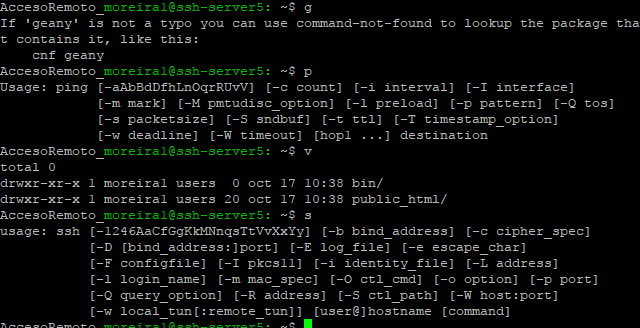 AccesoRemoto_moreiral@ssh-server5: ~$ g
If 'geany' is not a typo you can use command-not-found to lookup the package tha
t contains it, like this:
    cnf geany
AccesoRemoto_moreiral@ssh-server5: ~$ p
Usage: ping [-aAbBdDfhLnOqrRUvV] [-c count] [-i interval] [-I interface]
            [-m mark] [-M pmtudisc_option] [-l preload] [-p pattern] [-Q tos]
            [-s packetsize] [-S sndbuf] [-t ttl] [-T timestamp_option]
            [-w deadline] [-W timeout] [hop1 ...] destination
AccesoRemoto_moreiral@ssh-server5: ~$ v
total 0
drwxr-xr-x 1 moreiral users  0 oct 17 10:38 bin/
drwxr-xr-x 1 moreiral users 20 oct 17 10:38 public_html/
AccesoRemoto_moreiral@ssh-server5: ~$ s
usage: ssh [-1246AaCfGgKkMNnqsTtVvXxYy] [-b bind_address] [-c cipher_spec]
           [-D [bind_address:]port] [-E log_file] [-e escape_char]
           [-F configfile] [-I pkcs11] [-i identity_file] [-L address]
           [-l login_name] [-m mac_spec] [-O ctl_cmd] [-o option] [-p port]
           [-Q query_option] [-R address] [-S ctl_path] [-W host:port]
           [-w local_tun[:remote_tun]] [user@]hostname [command]
AccesoRemoto_moreiral@ssh-server5: ~$